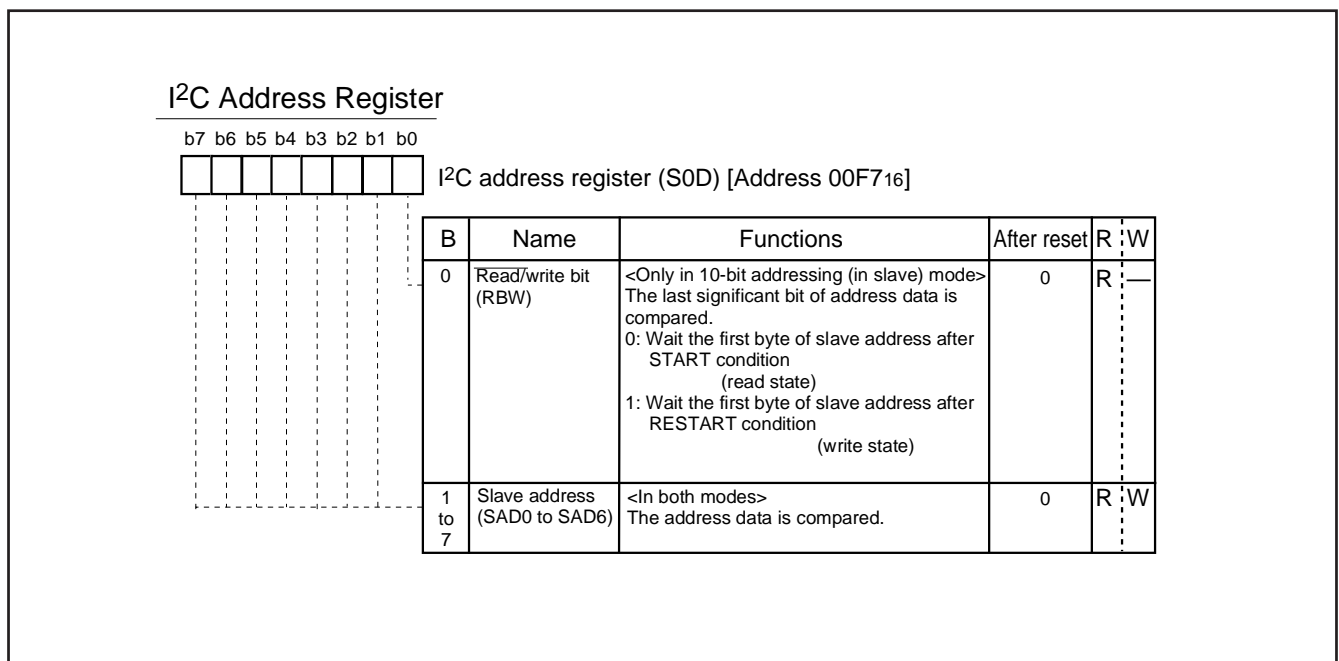 I2C Address Register
b7 b6 b5 b4 b3 b2 b1 b0
I2C address register (S0D) [Address 00F716]
B Name Functions After reset R W
0 Read/write bit (RBW) <Only in 10-bit addressing (in slave) mode> 0 R —
The last significant bit of address data is
compared.
0: Wait the first byte of slave address after
START condition
(read state)
1: Wait the first byte of slave address after
RESTART condition
(write state)
1 to 7 Slave address (SAD0 to SAD6) <In both modes> 0 R W
The address data is compared.